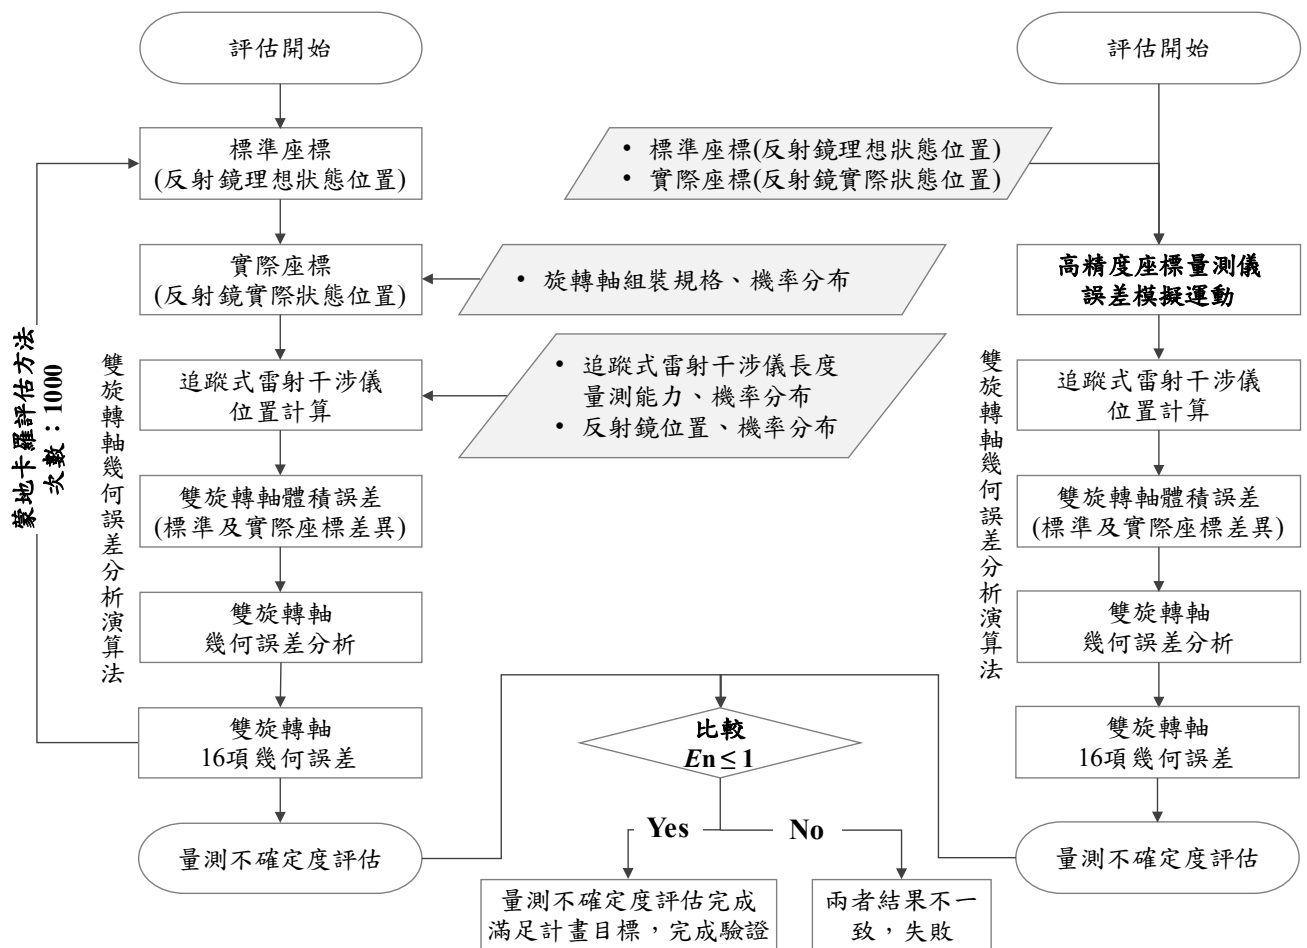 評估開始
標準座標
(反射鏡理想狀態位置)
實際座標
(反射鏡實際狀態位置)
追蹤式雷射干涉儀
位置計算
雙旋轉軸體積誤差
(標準及實際座標差異)
雙旋轉軸
幾何誤差分析
雙旋轉軸
16項幾何誤差
量測不確定度評估
蒙地卡羅評估方法
次數：1000
雙旋轉軸幾何誤差分析演算法
• 標準座標(反射鏡理想狀態位置)
• 實際座標(反射鏡實際狀態位置)
• 旋轉軸組裝規格、機率分布
• 追蹤式雷射干涉儀長度
量測能力、機率分布
• 反射鏡位置、機率分布
比較
En ≤ 1
Yes
No
量測不確定度評估完成
滿足計畫目標，完成驗證
兩者結果不一
致，失敗
評估開始
高精度座標量測儀
誤差模擬運動
追蹤式雷射干涉儀
位置計算
雙旋轉軸體積誤差
(標準及實際座標差異)
雙旋轉軸
幾何誤差分析
雙旋轉軸
16項幾何誤差
量測不確定度評估
雙旋轉軸幾何誤差分析演算法